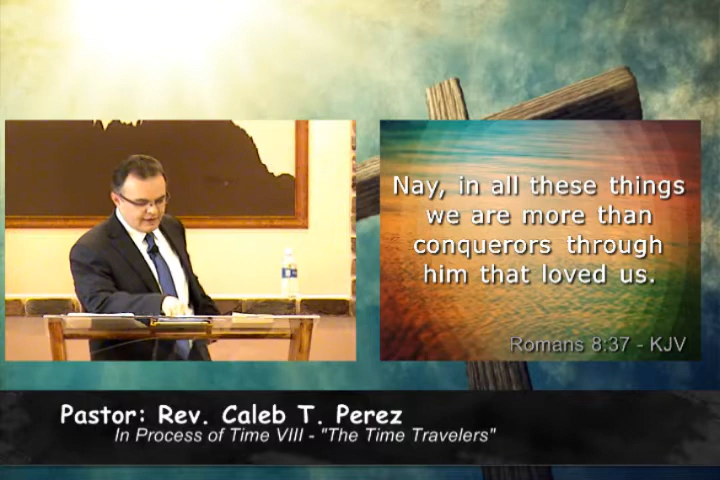 Nay, in all these things
we are more than
conquerors through
him that loved us.
Romans 8:37 - KJV
Pastor: Rev. Caleb T. Perez
In Process of Time VIII - "The Time Travelers"